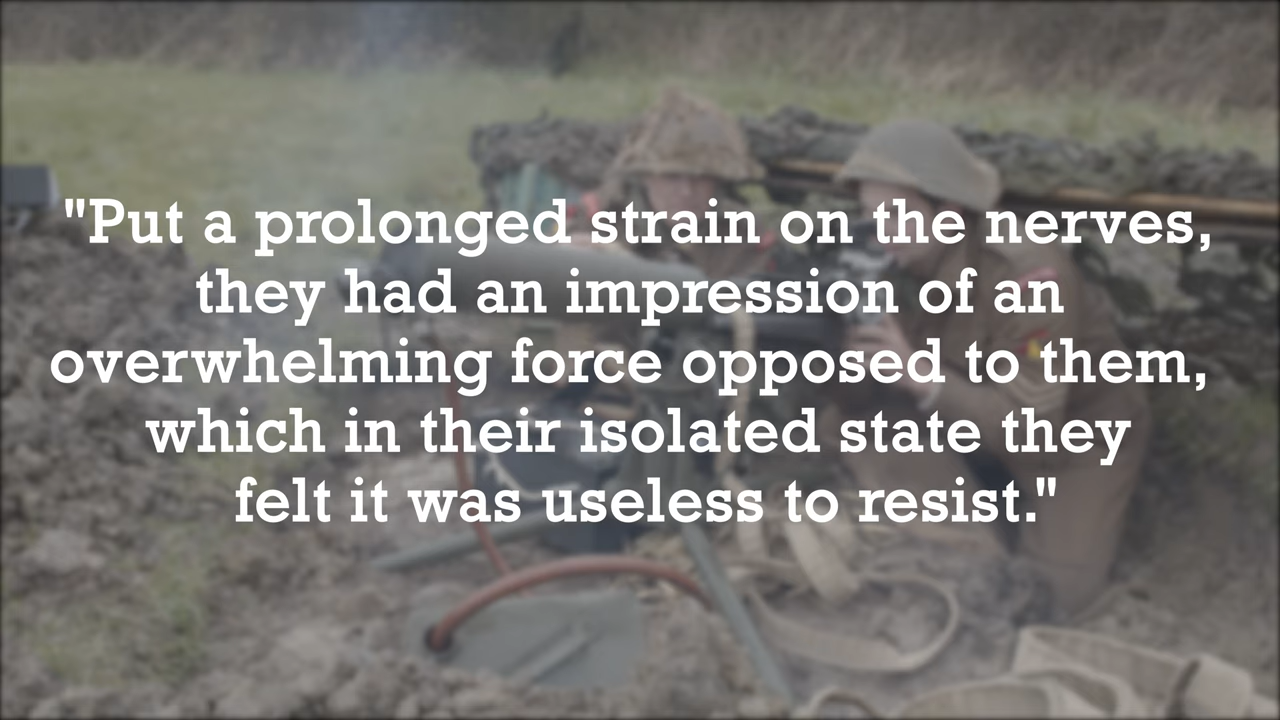 "Put a prolonged strain on the nerves,
they had an impression of an
overwhelming force opposed to them,
which in their isolated state they
felt it was useless to resist."